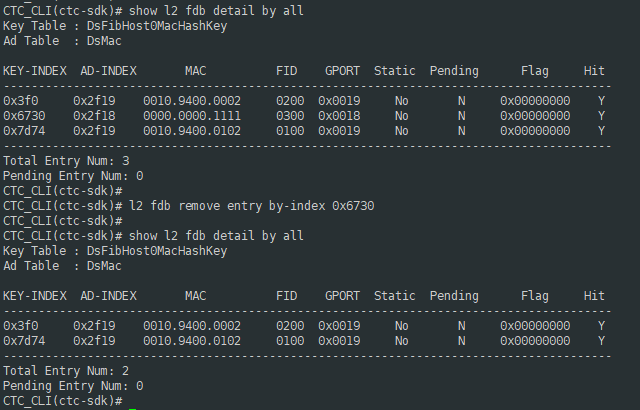 CTC_CLI(ctc-sdk)# show l2 fdb detail by all
Key Table : DsFibHost0MacHashKey
Ad Table  : DsMac

KEY-INDEX  AD-INDEX       MAC          FID   GPORT  Static  Pending      Flag     Hit
---------------------------------------------------------------------------------------
0x3f0     0x2f19    0010.9400.0002     0200  0x0019    No       N     0x00000000    Y
0x6730    0x2f18    0000.0000.1111     0300  0x0018    No       N     0x00000000    Y
0x7d74    0x2f19    0010.9400.0102     0100  0x0019    No       N     0x00000000    Y
---------------------------------------------------------------------------------------
Total Entry Num: 3
Pending Entry Num: 0
CTC_CLI(ctc-sdk)#
CTC_CLI(ctc-sdk)# l2 fdb remove entry by-index 0x6730
CTC_CLI(ctc-sdk)#
CTC_CLI(ctc-sdk)# show l2 fdb detail by all
Key Table : DsFibHost0MacHashKey
Ad Table  : DsMac

KEY-INDEX  AD-INDEX       MAC          FID   GPORT  Static  Pending      Flag     Hit
---------------------------------------------------------------------------------------
0x3f0     0x2f19    0010.9400.0002     0200  0x0019    No       N     0x00000000    Y
0x7d74    0x2f19    0010.9400.0102     0100  0x0019    No       N     0x00000000    Y
---------------------------------------------------------------------------------------
Total Entry Num: 2
Pending Entry Num: 0
CTC_CLI(ctc-sdk)# _